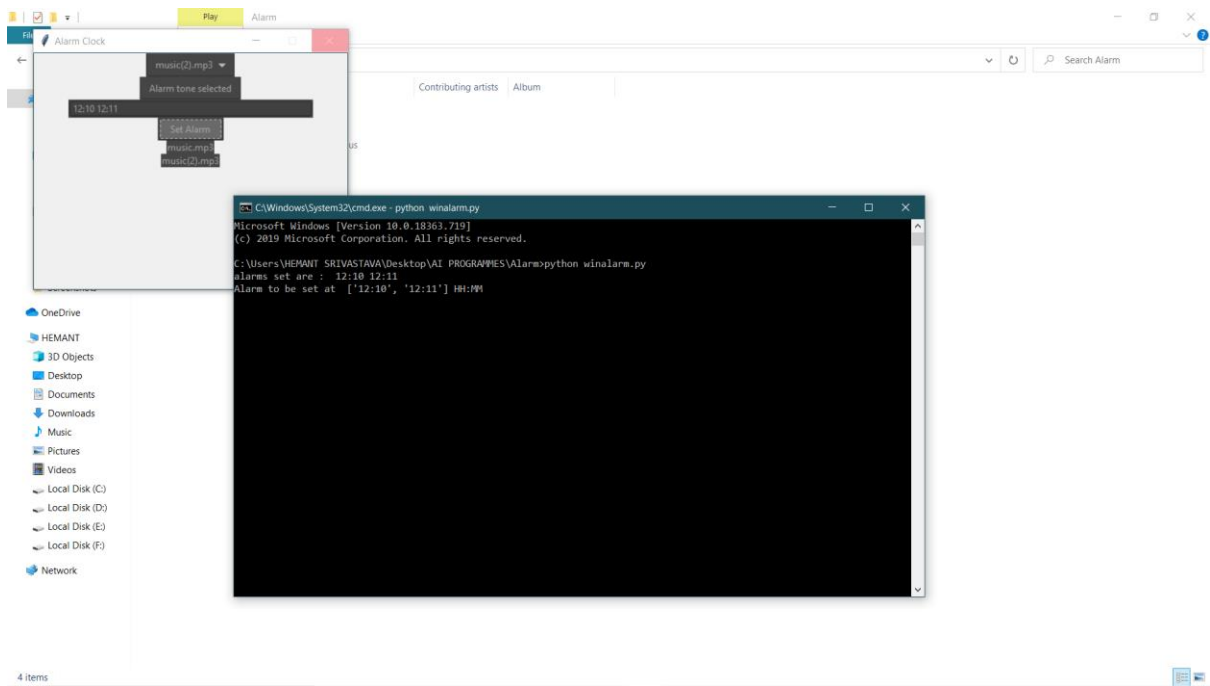 Play Alarm
Alarm Clock
music(2).mp3
Alarm tone selected
12:10 12:11
Set Alarm
music.mp3
music(2).mp3
Search Alarm
Contributing artists Album
us
C:\Windows\System32\cmd.exe - python  winalarm.py
Microsoft Windows [Version 10.0.18363.719]
(c) 2019 Microsoft Corporation. All rights reserved.
C:\Users\HEMANT SRIVASTAVA\Desktop\AI PROGRAMMES\Alarm>python winalarm.py
alarms set are :  12:10 12:11
Alarm to be set at  ['12:10', '12:11'] HH:MM
OneDrive
HEMANT
3D Objects
Desktop
Documents
Downloads
Music
Pictures
Videos
Local Disk (C:)
Local Disk (D:)
Local Disk (E:)
Local Disk (F:)
Network
4 items